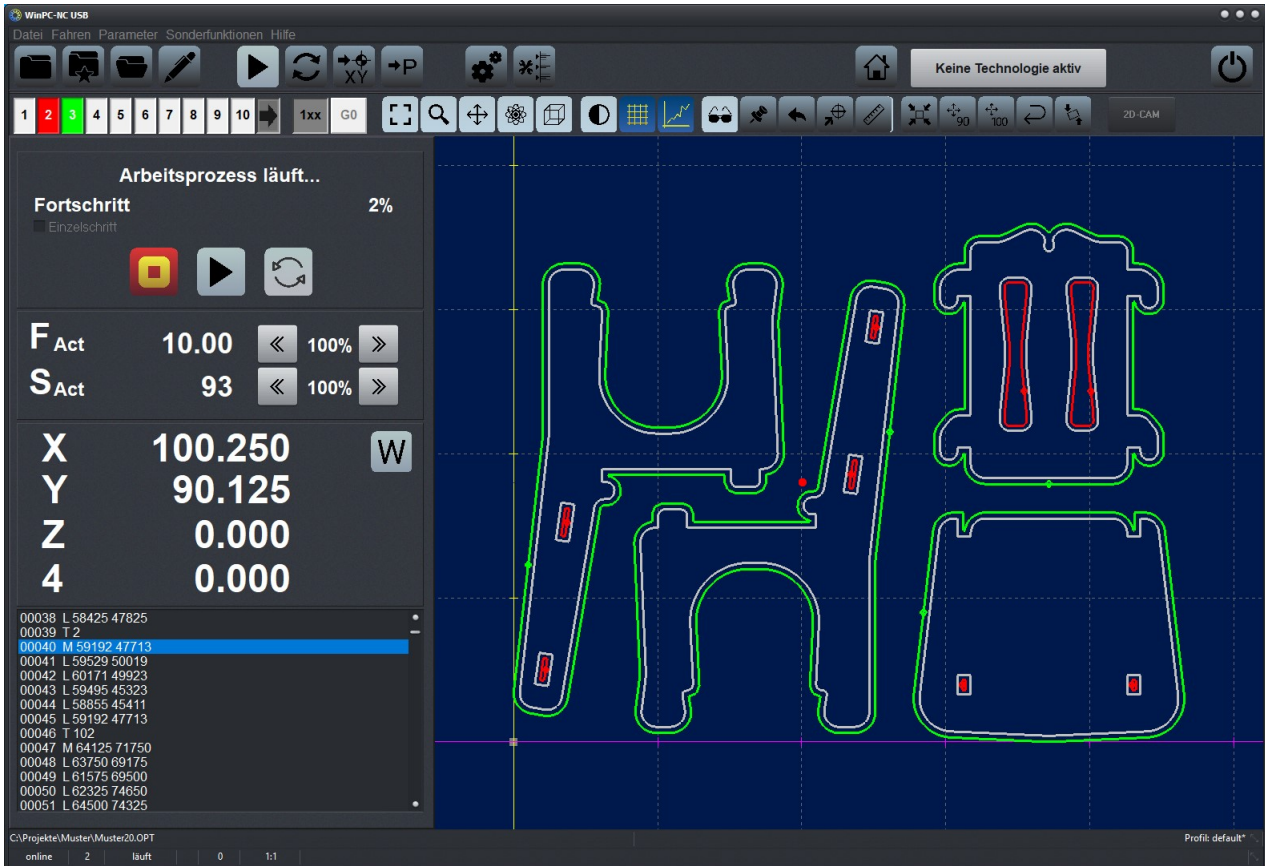 WinPC-NC USB
Datei Fahren Parameter Sonderfunktionen Hilfe
XY P Keine Technologie aktiv
1 2 3 4 5 6 7 8 9 10 1xx G0 90 100 2D-CAM
Arbeitsprozess läuft...
Fortschritt 2%
Einzelschritt
F Act 10.00 100%
S Act 93 100%
X 100.250 W
Y 90.125
Z 0.000
4 0.000
00038 L 58425 47825
00039 T 2
00040 M 59192 47713
00041 L 59529 50019
00042 L 60171 49923
00043 L 59495 45323
00044 L 58855 45411
00045 L 59192 47713
00046 T 102
00047 M 64125 71750
00048 L 63750 69175
00049 L 61575 69500
00050 L 62325 74650
00051 L 64500 74325
C:\Projekte\Muster\Muster20.OPT Profil: default*
online 2 läuft 0 1:1